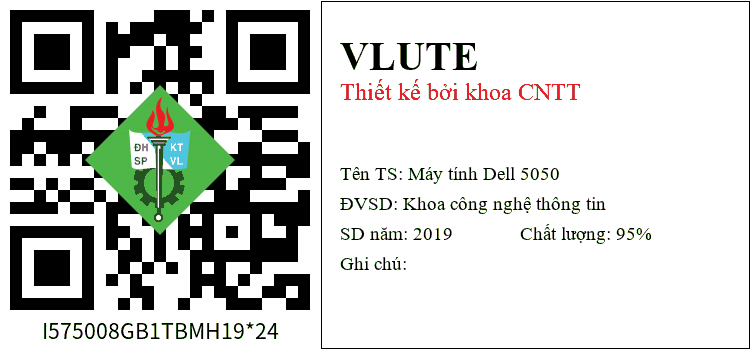 ĐH KT
SP VL
I575008GB1TBMH19*24
VLUTE
Thiết kế bởi khoa CNTT
Tên TS: Máy tính Dell 5050
ĐVSD: Khoa công nghệ thông tin
SD năm: 2019 Chất lượng: 95%
Ghi chú: